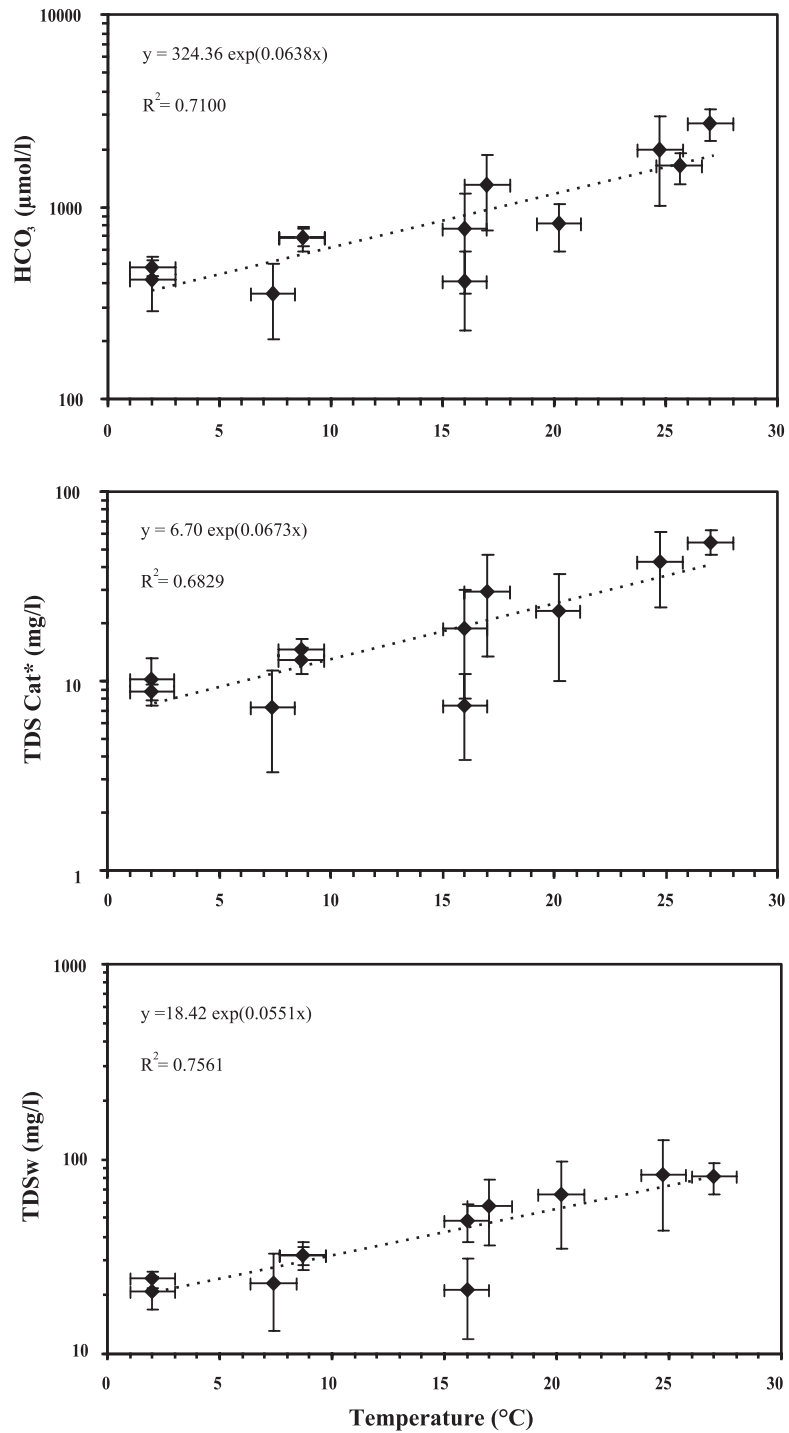 10000
y = 324.36 exp(0.0638x)
R²= 0.7100
HCO₃ (μmol/l)
1000
100
0 5 10 15 20 25 30
100
y = 6.70 exp(0.0673x)
R²= 0.6829
TDS Cat* (mg/l)
10
1
0 5 10 15 20 25 30
1000
y =18.42 exp(0.0551x)
R²= 0.7561
TDSw (mg/l)
100
10
0 5 10 15 20 25 30
Temperature (°C)